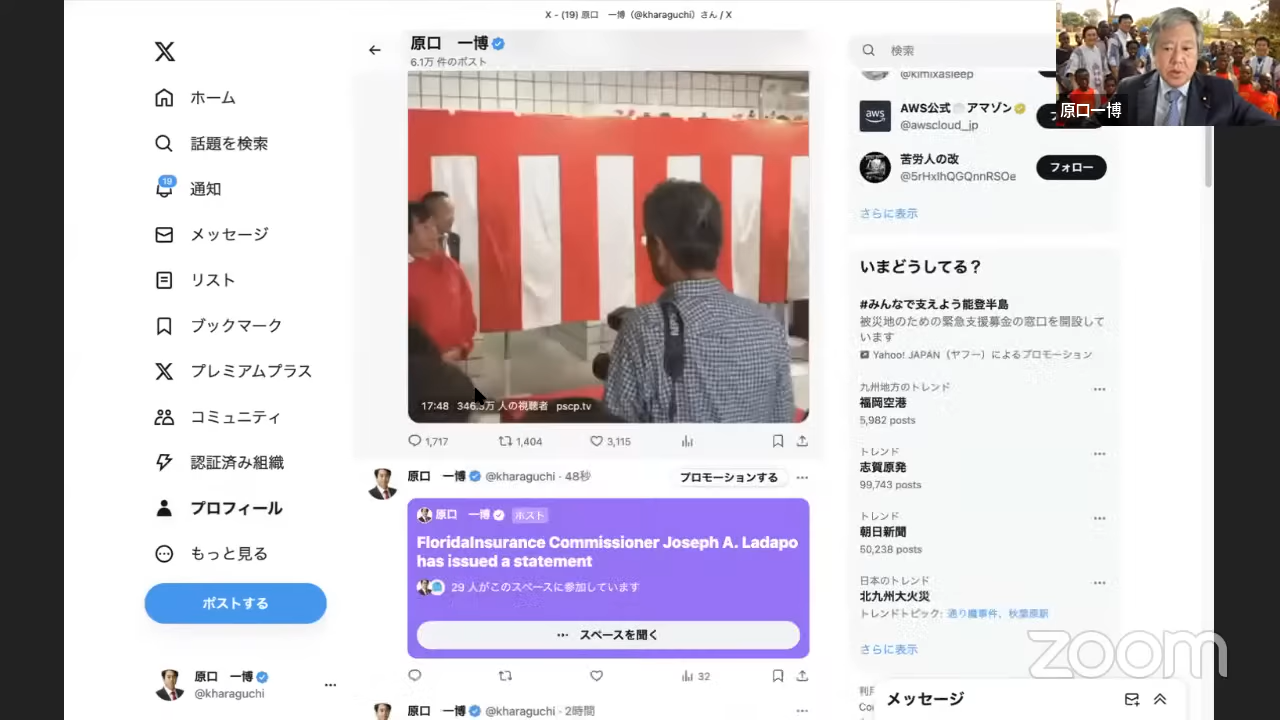 X - (19) 原口　一博（@kharaguchi）さん / X
ホーム
話題を検索
19
通知
メッセージ
リスト
ブックマーク
プレミアムプラス
コミュニティ
認証済み組織
プロフィール
もっと見る
ポストする
原口　一博
@kharaguchi
原口　一博
6.1万 件のポスト
17:48
万 人の視聴者
pscp.tv
1,717
1,404
3,115
原口　一博 @kharaguchi · 48秒
プロモーションする
原口　一博 ホスト
FloridaInsurance Commissioner Joseph A. Ladapo
has issued a statement
29 人がこのスペースに参加しています
スペースを聞く
32
原口　一博 @kharaguchi · 2時間
検索
@kimixasleep
aws
AWS公式 アマゾン
@awscloud_jp
苦労人の改
@5rHxIhQGQnnRSOe
フォロー
さらに表示
いまどうしてる？
#みんなで支えよう能登半島
被災地のための緊急支援募金の窓口を開設して
います
Yahoo! JAPAN（ヤフー）によるプロモーション
九州地方のトレンド
福岡空港
5,982 posts
トレンド
志賀原発
99,743 posts
トレンド
朝日新聞
50,238 posts
日本のトレンド
北九州大火災
トレンドトピック: 通り魔事件、秋葉原駅
さらに表示
メッセージ
原口一博
zoom